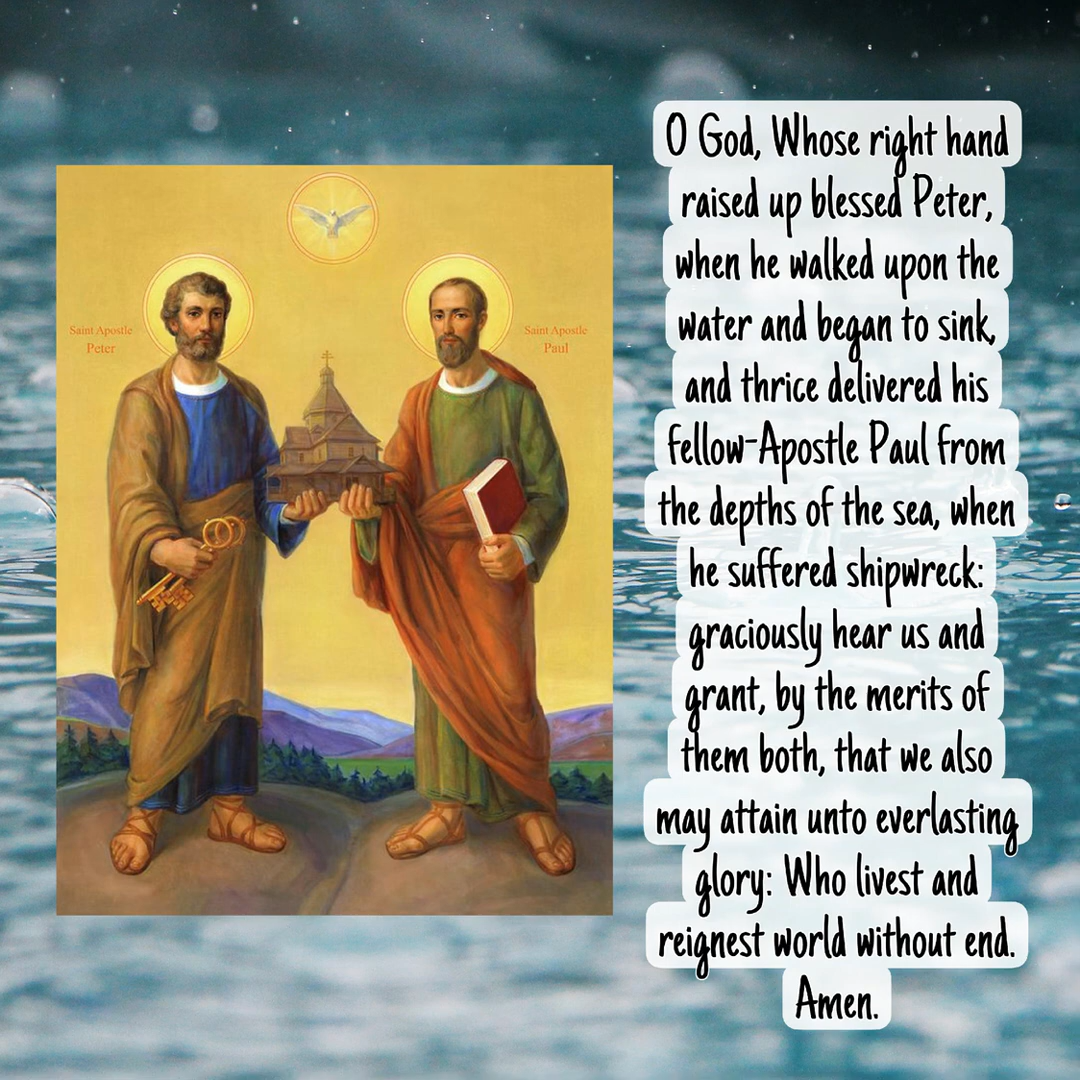 Saint Apostle
Peter
Saint Apostle
Paul
O God, Whose right hand
raised up blessed Peter,
when he walked upon the
water and began to sink,
and thrice delivered his
fellow-Apostle Paul from
the depths of the sea, when
he suffered shipwreck:
graciously hear us and
grant, by the merits of
them both, that we also
may attain unto everlasting
glory: Who livest and
reignest world without end.
Amen.